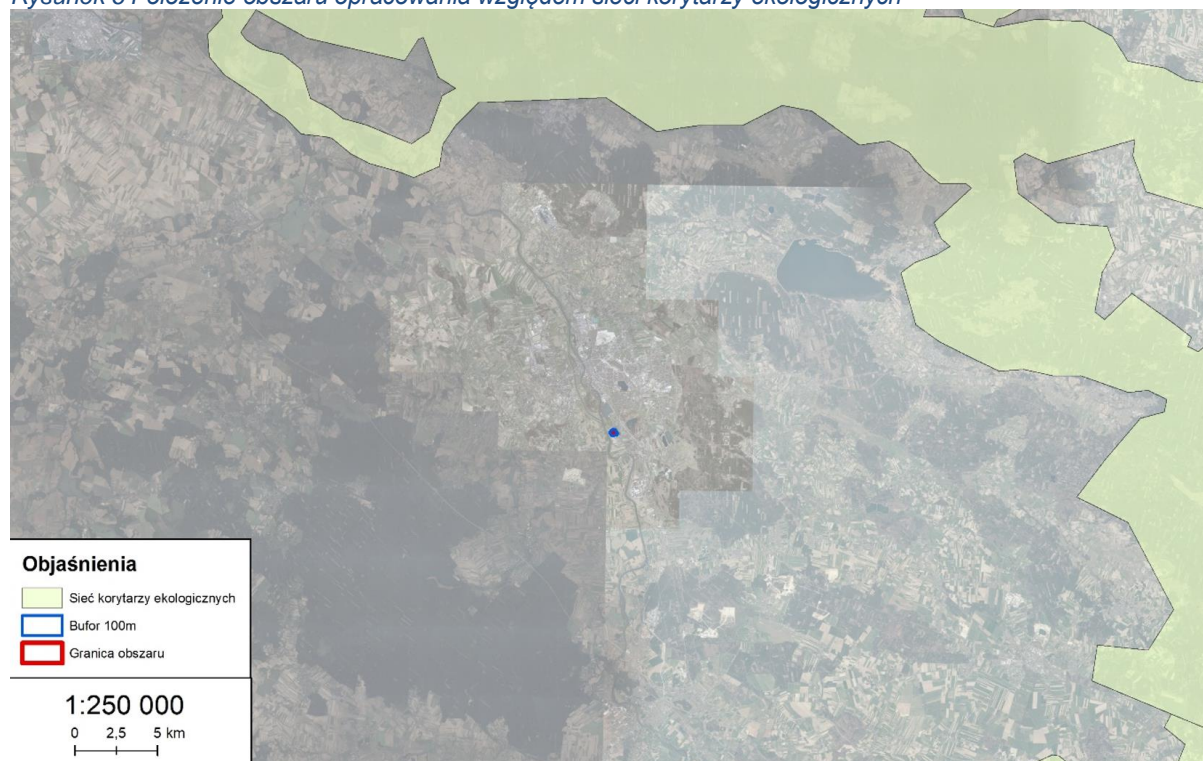 Rysunek 8 Położenie obszaru opracowania względem sieci korytarzy ekologicznych
Objaśnienia
Sieć korytarzy ekologicznych
Bufor 100m
Granica obszaru
1:250 000
0 2,5 5 km